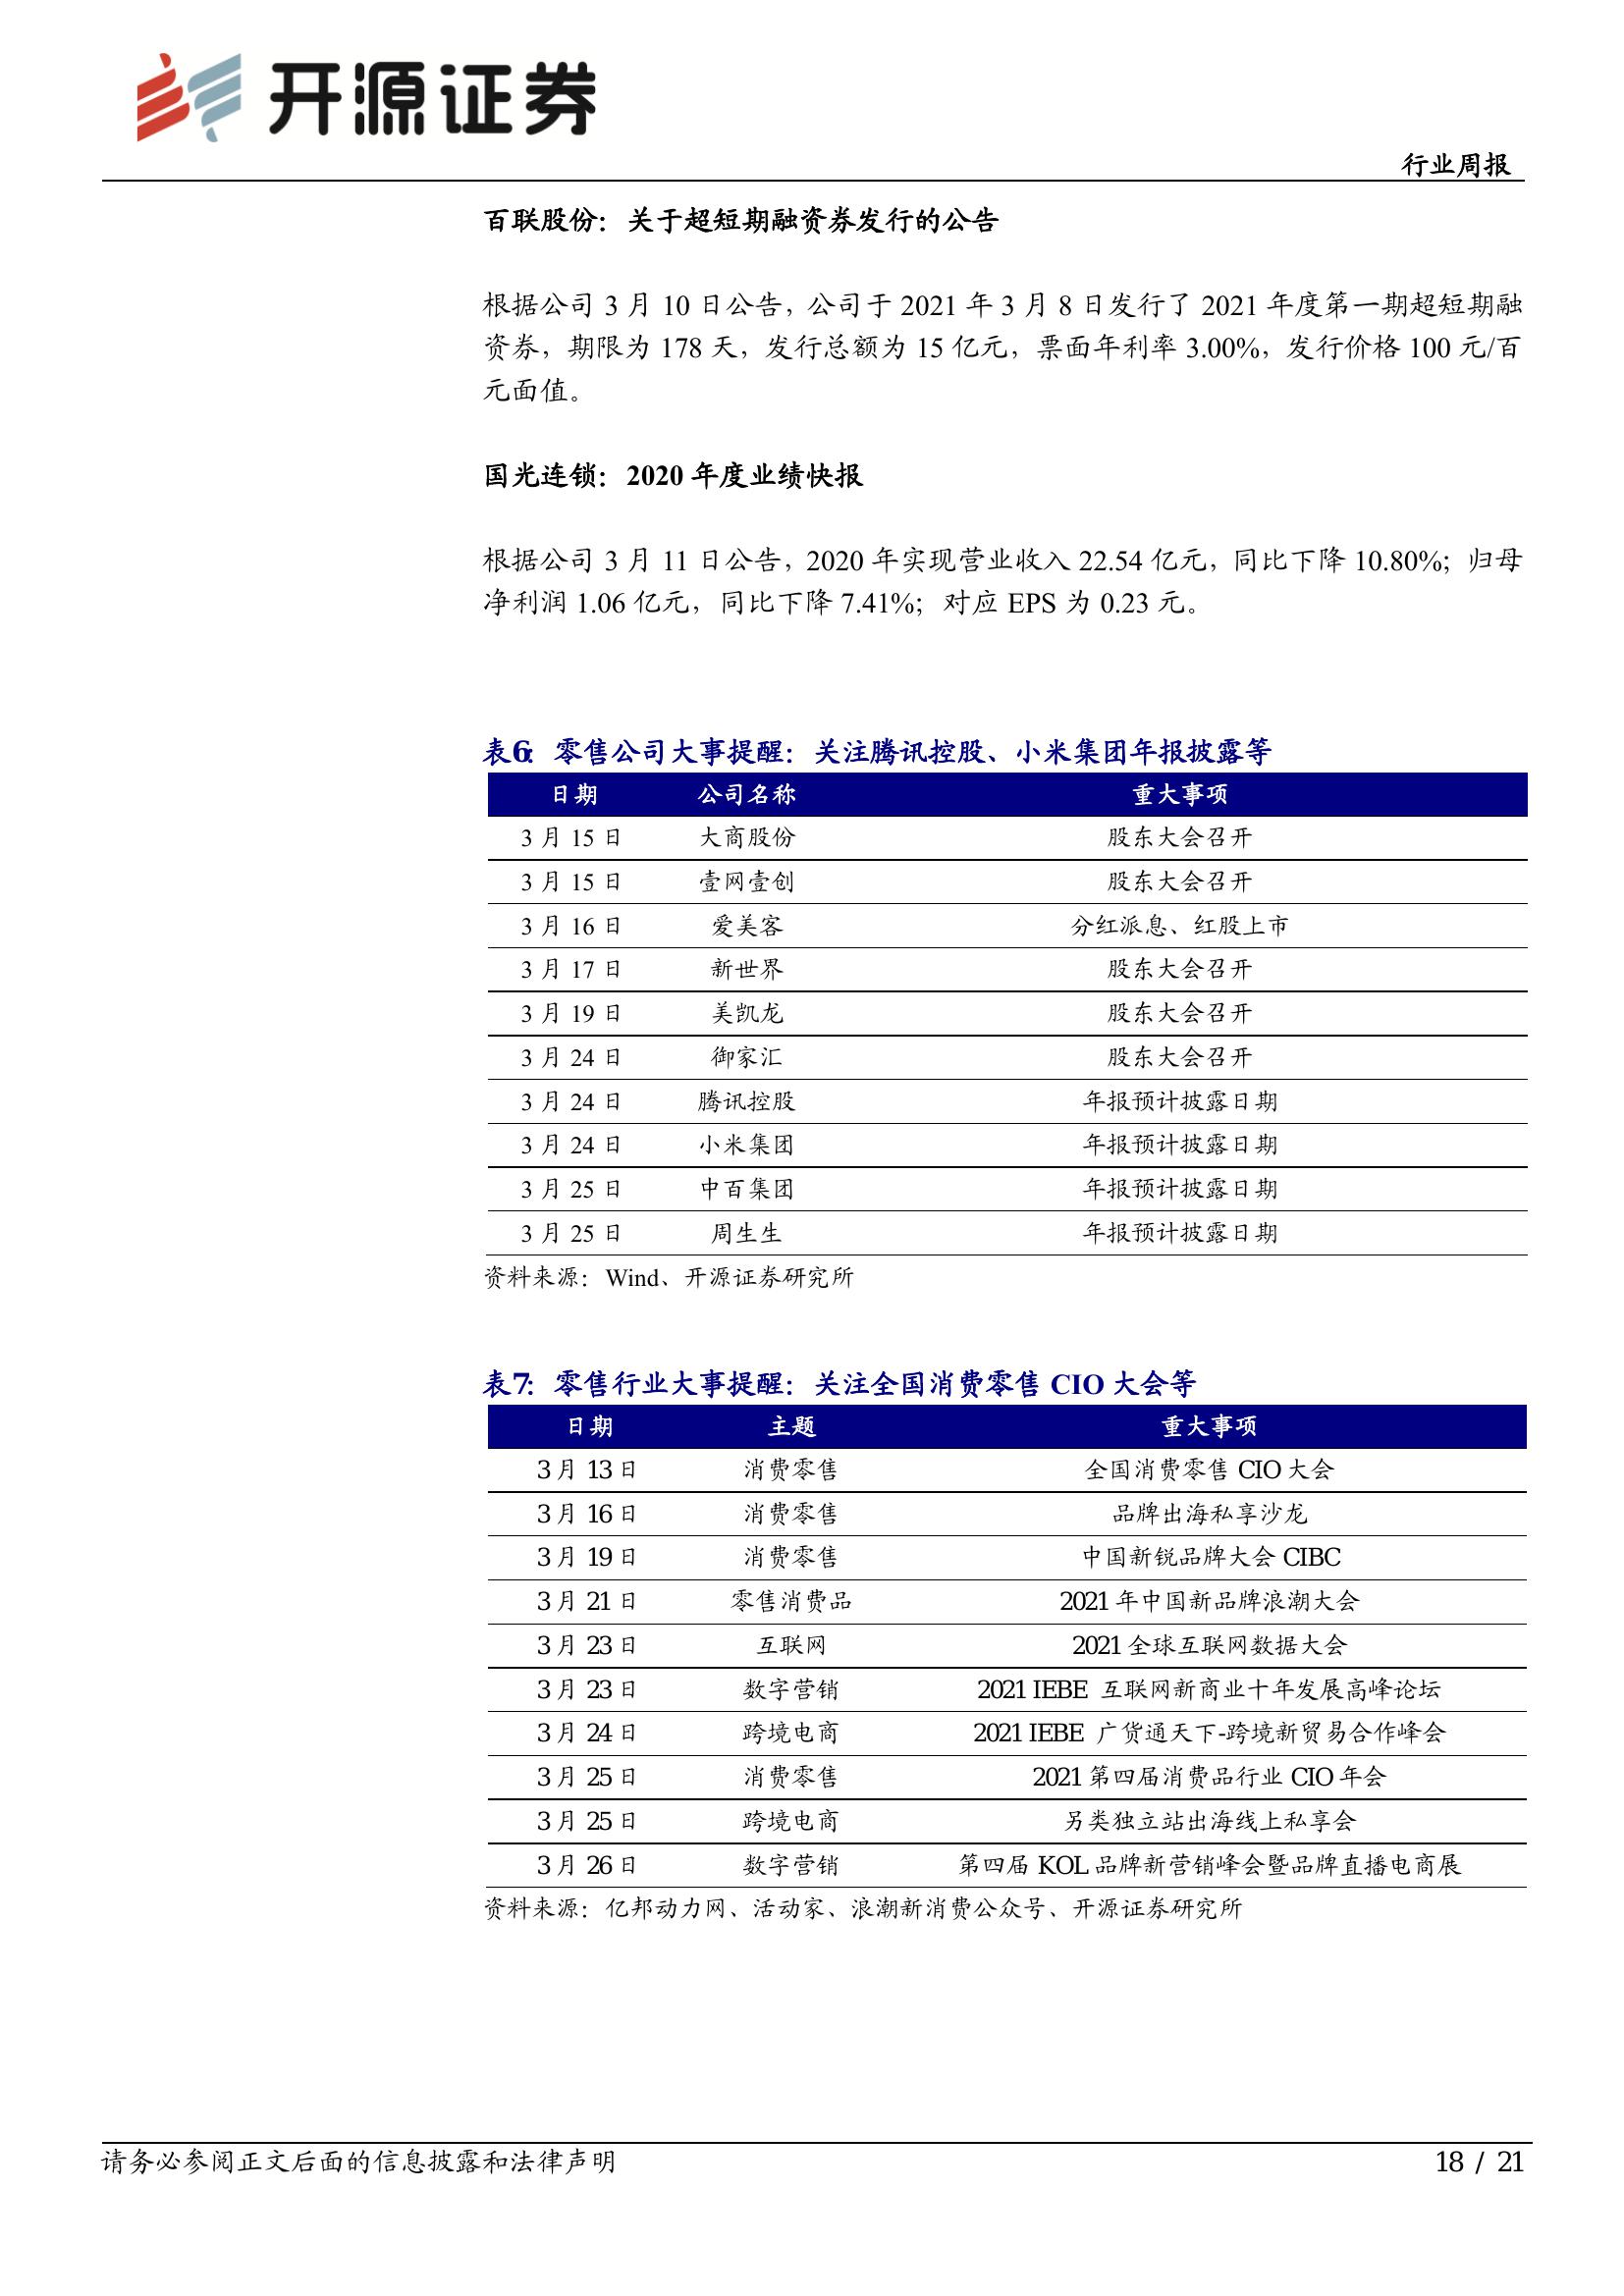 开源证券
行业周报
百联股份：关于超短期融资券发行的公告
根据公司 3 月 10 日公告，公司于 2021 年 3 月 8 日发行了 2021 年度第一期超短期融
资券，期限为 178 天，发行总额为 15 亿元，票面年利率 3.00%，发行价格 100 元/百
元面值。
国光连锁：2020 年度业绩快报
根据公司 3 月 11 日公告，2020 年实现营业收入 22.54 亿元，同比下降 10.80%；归母
净利润 1.06 亿元，同比下降 7.41%；对应 EPS 为 0.23 元。
表6：零售公司大事提醒：关注腾讯控股、小米集团年报披露等
日期 公司名称 重大事项
3 月 15 日 大商股份 股东大会召开
3 月 15 日 壹网壹创 股东大会召开
3 月 16 日 爱美客 分红派息、红股上市
3 月 17 日 新世界 股东大会召开
3 月 19 日 美凯龙 股东大会召开
3 月 24 日 御家汇 股东大会召开
3 月 24 日 腾讯控股 年报预计披露日期
3 月 24 日 小米集团 年报预计披露日期
3 月 25 日 中百集团 年报预计披露日期
3 月 25 日 周生生 年报预计披露日期
资料来源：Wind、开源证券研究所
表7：零售行业大事提醒：关注全国消费零售 CIO 大会等
日期 主题 重大事项
3 月 13 日 消费零售 全国消费零售 CIO 大会
3 月 16 日 消费零售 品牌出海私享沙龙
3 月 19 日 消费零售 中国新锐品牌大会 CIBC
3 月 21 日 零售消费品 2021 年中国新品牌浪潮大会
3 月 23 日 互联网 2021 全球互联网数据大会
3 月 23 日 数字营销 2021 IEBE 互联网新商业十年发展高峰论坛
3 月 24 日 跨境电商 2021 IEBE 广货通天下-跨境新贸易合作峰会
3 月 25 日 消费零售 2021 第四届消费品行业 CIO 年会
3 月 25 日 跨境电商 另类独立站出海线上私享会
3 月 26 日 数字营销 第四届 KOL 品牌新营销峰会暨品牌直播电商展
资料来源：亿邦动力网、活动家、浪潮新消费公众号、开源证券研究所
请务必参阅正文后面的信息披露和法律声明 18 / 21